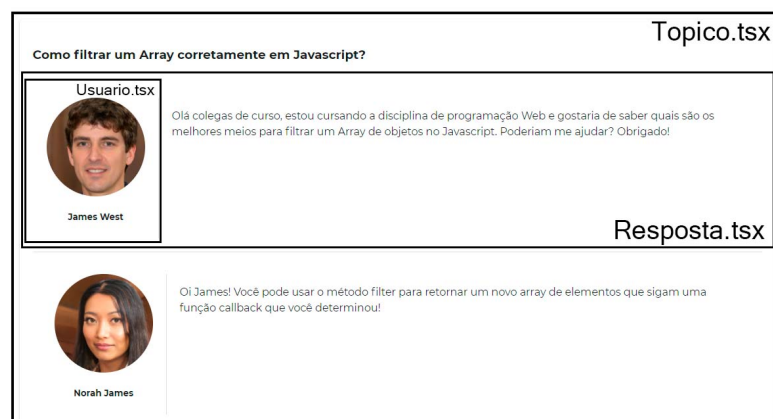 Topico.tsx
Como filtrar um Array corretamente em Javascript?
Usuario.tsx
Olá colegas de curso, estou cursando a disciplina de programação Web e gostaria de saber quais são os
melhores meios para filtrar um Array de objetos no Javascript. Poderiam me ajudar? Obrigado!
James West
Resposta.tsx
Oi James! Você pode usar o método filter para retornar um novo array de elementos que sigam uma
função callback que você determinou!
Norah James